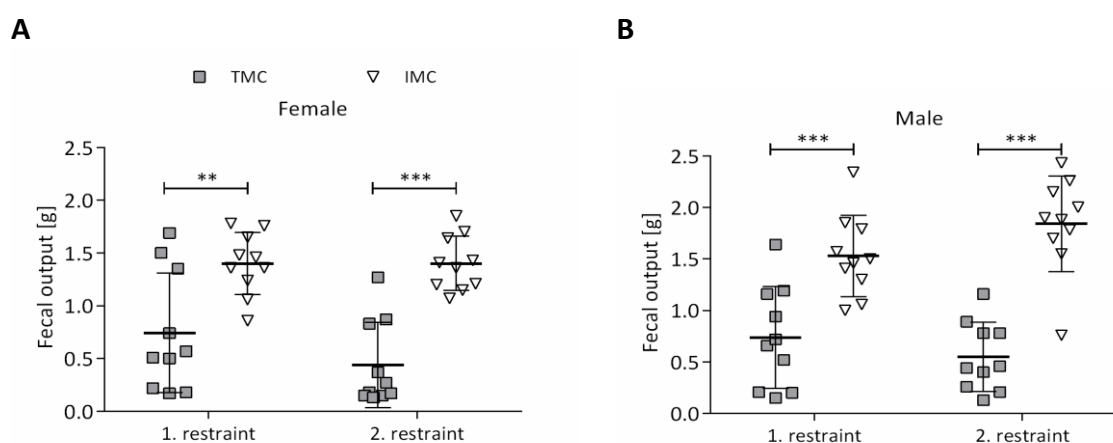 A
TMC IMC
Female
Fecal output [g]
2.5
2.0
1.5
1.0
0.5
0.0
** ***
1. restraint 2. restraint
B
Male
Fecal output [g]
2.5
2.0
1.5
1.0
0.5
0.0
*** ***
1. restraint 2. restraint